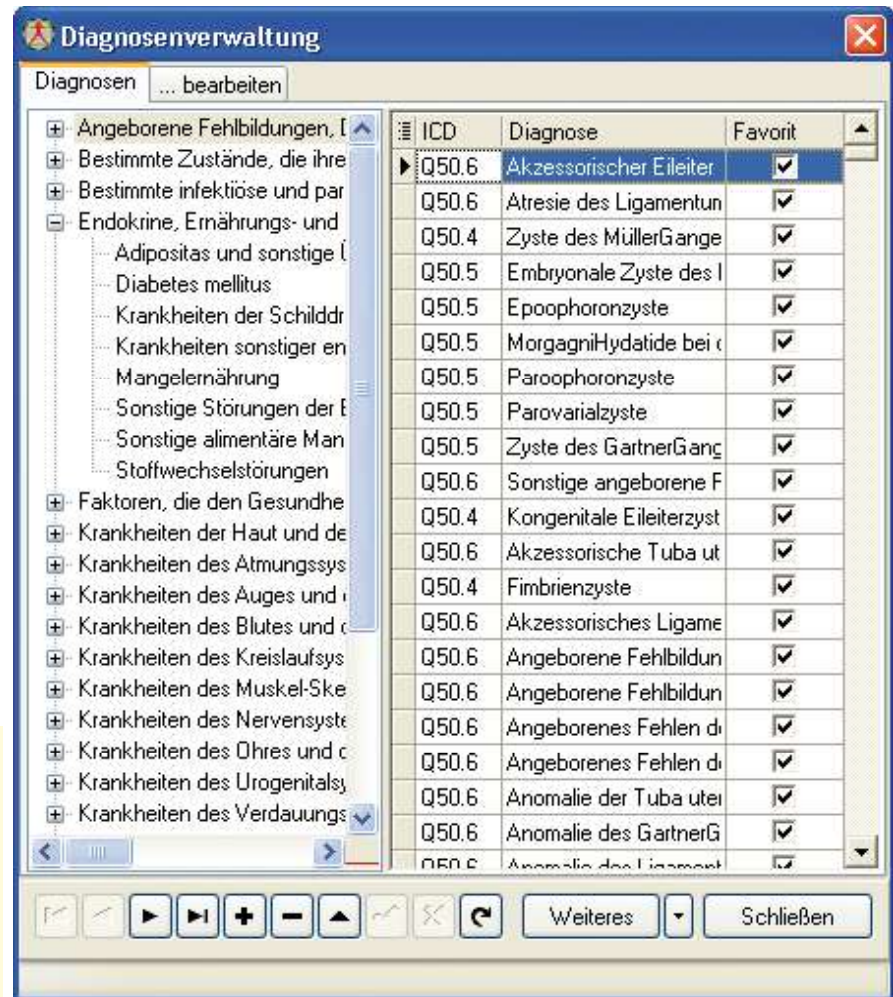 Diagnosenverwaltung
Diagnosen ... bearbeiten
Angeborene Fehlbildungen,
Bestimmte Zustände, die ihre
Bestimmte infektiöse und par
Endokrine, Ernährungs- und
Adipositas und sonstige
Diabetes mellitus
Krankheiten der Schilddr
Krankheiten sonstiger en
Mangelernährung
Sonstige Störungen der
Sonstige alimentäre Man
Stoffwechselstörungen
Faktoren, die den Gesundhe
Krankheiten der Haut und de
Krankheiten des Atmungssys
Krankheiten des Auges und
Krankheiten des Blutes und
Krankheiten des Kreislaufsys
Krankheiten des Muskel-Ske
Krankheiten des Nervensyste
Krankheiten des Ohres und
Krankheiten des Urogenitalsy
Krankheiten des Verdauungs
ICD Diagnose Favorit
Q50.6 Akzessorischer Eileiter
Q50.6 Atresie des Ligamentun
Q50.4 Zyste des MüllerGange
Q50.5 Embryonale Zyste des
Q50.5 Epoophoronzyste
Q50.5 MorgagniHydatide bei
Q50.5 Paroophoronzyste
Q50.5 Parovarialzyste
Q50.5 Zyste des GartnerGang
Q50.6 Sonstige angeborene F
Q50.4 Kongenitale Eileiterzyst
Q50.6 Akzessorische Tuba ut
Q50.4 Fimbrienzyste
Q50.6 Akzessorisches Ligame
Q50.6 Angeborene Fehlbildun
Q50.6 Angeborene Fehlbildun
Q50.6 Angeborenes Fehlen d
Q50.6 Angeborenes Fehlen d
Q50.6 Anomalie der Tuba uter
Q50.6 Anomalie des GartnerG
Q50.6 Anomalie des Ligament
Weiteres Schließen